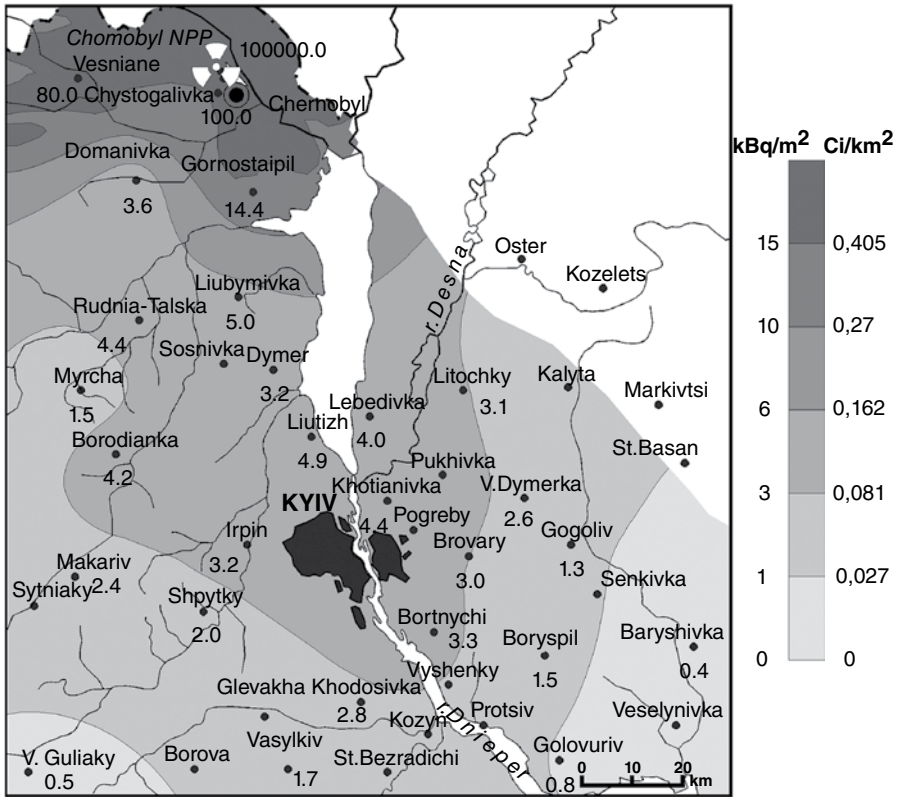 Chornobyl NPP
100000.0
Vesniane
80.0 Chystogalivka
100.0
Chernobyl
Domanivka
Gornostaipil
3.6
14.4
Oster
Kozelets
r.Desna
Liubymivka
5.0
Rudnia-Talska
4.4
Sosnivka
Dymer
3.2
Myrcha
1.5
Litochky
3.1
Kalyta
Markivtsi
Lebedivka
4.0
Liutizh
4.9
Borodianka
4.2
St.Basan
Pukhivka
Khotianivka
4.4
V.Dymerka
2.6
KYIV
Pogreby
Irpin
3.2
Brovary
3.0
Gogoliv
1.3
Makariv
2.4
Sytniaky
Senkivka
Shpytky
2.0
Bortnychi
3.3
Boryspil
1.5
Baryshivka
0.4
Vyshenky
Glevakha Khodosivka
2.8
Kozyn
Protsiv
r.Dnieper
Veselynivka
V. Guliaky
0.5
Borova
Vasylkiv
1.7
St.Bezradichi
Golovuriv
0.8
0 10 20 km
kBq/m2 Ci/km2
15 0,405
10 0,27
6 0,162
3 0,081
1 0,027
0 0